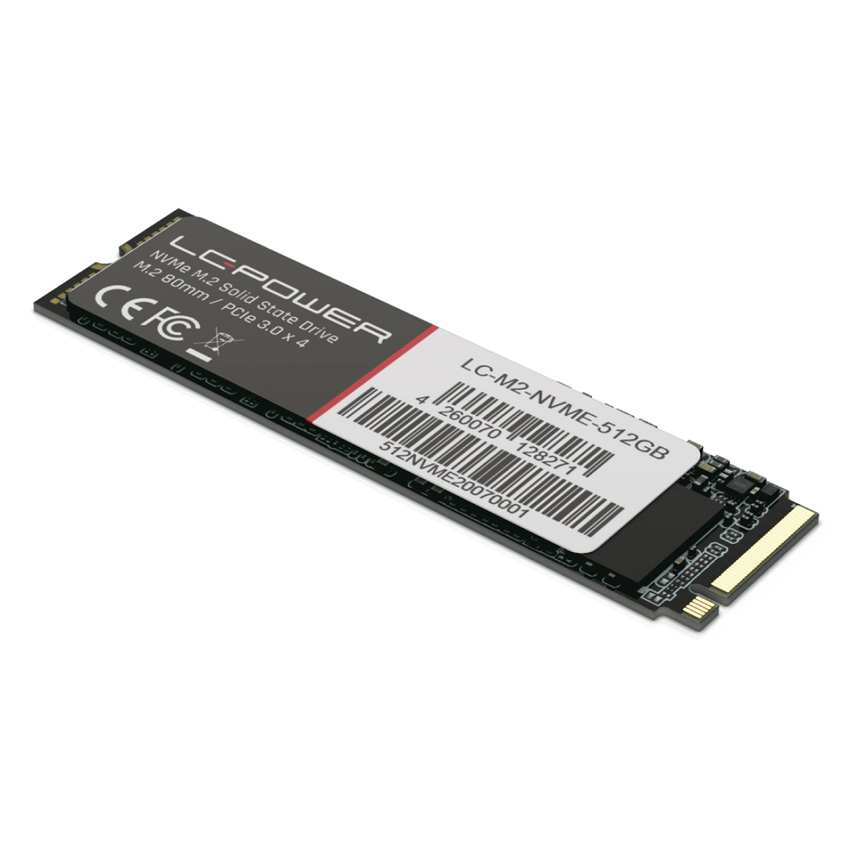 LC-POWER
NVMe M.2 Solid State Drive
M.2 80mm / PCIe 3.0 x 4
CE FC
LC-M2-NVME-512GB
4 260070 128271
512NVME20070001